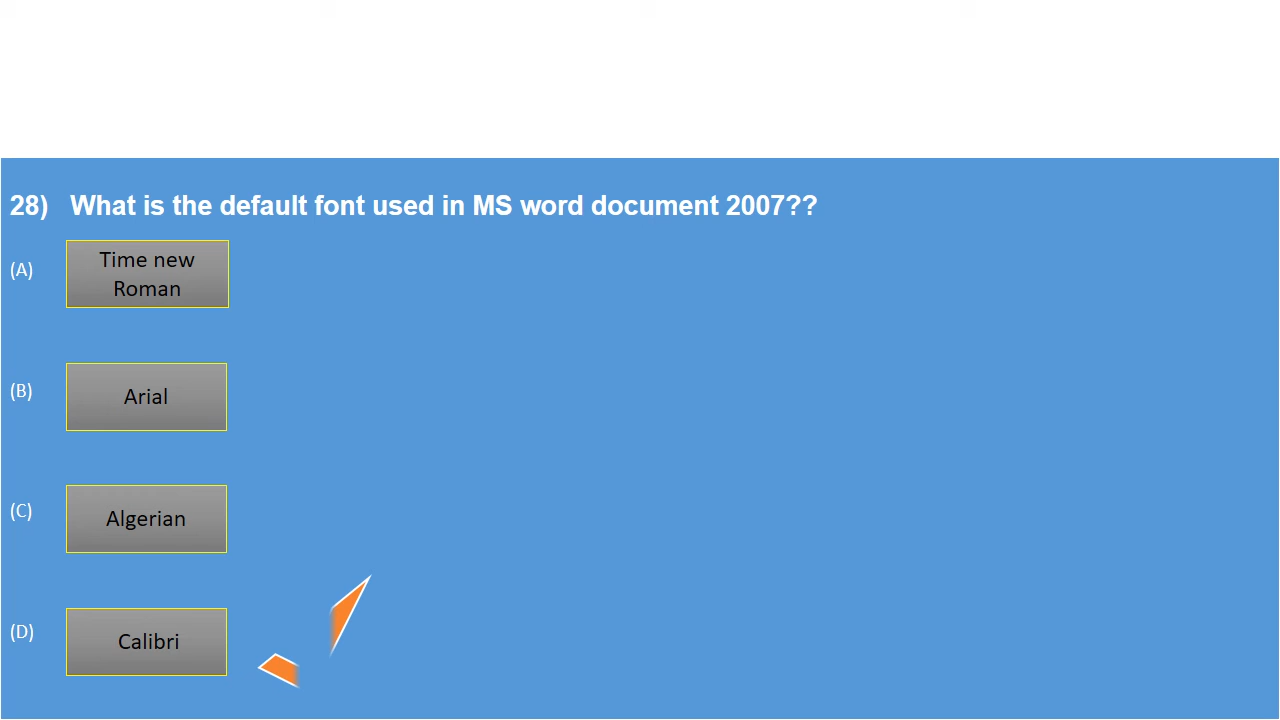 28) What is the default font used in MS word document 2007??
(A) Time new
Roman
(B) Arial
(C) Algerian
(D) Calibri